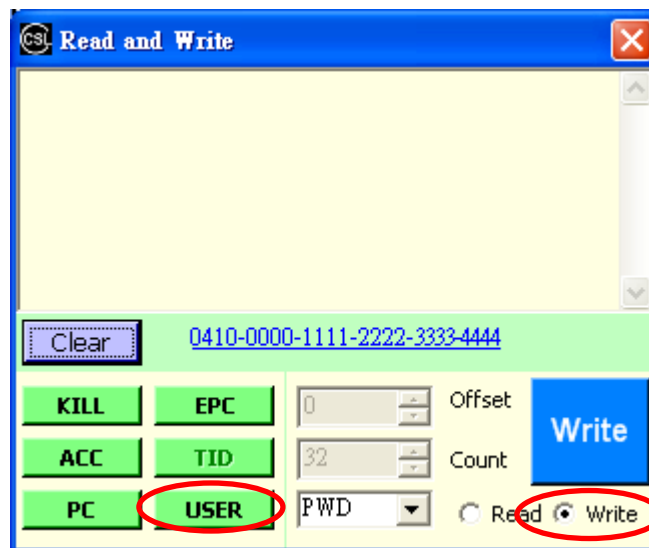 CSL Read and Write
Clear 0410-0000-1111-2222-3333-4444
KILL EPC 0 Offset Write
ACC TID 32 Count
PC USER PWD Read Write